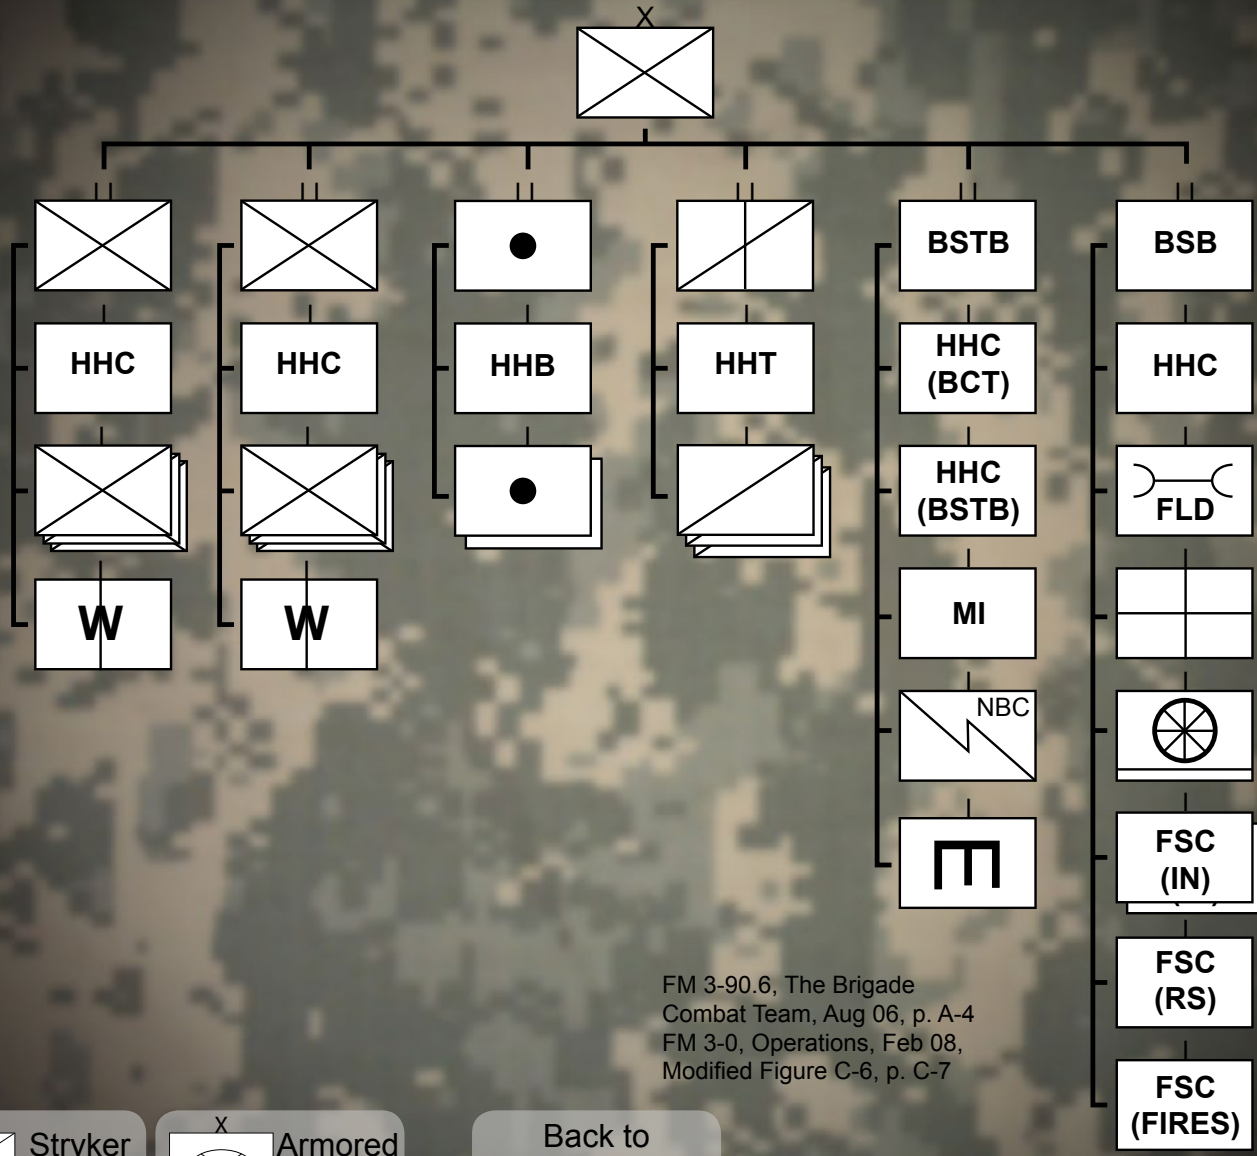 X
BSTB
BSB
HHC
HHC
HHB
HHT
HHC
(BCT)
HHC
HHC
(BSTB)
FLD
W
W
MI
NBC
FSC
(IN)
FSC
(RS)
FSC
(FIRES)
FM 3-90.6, The Brigade
Combat Team, Aug 06, p. A-4
FM 3-0, Operations, Feb 08,
Modified Figure C-6, p. C-7
Stryker
X
Armored
Back to